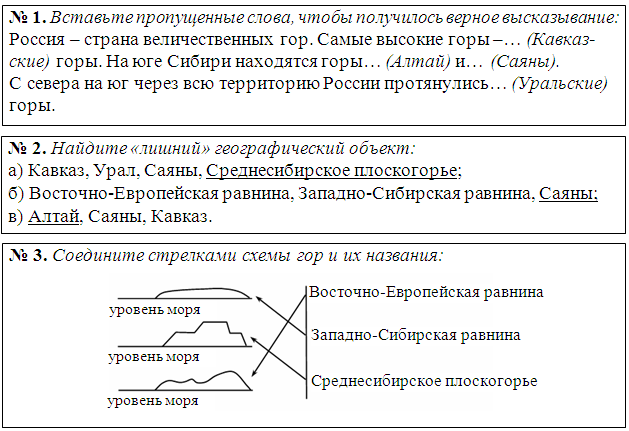 № 1. Вставьте пропущенные слова, чтобы получилось верное высказывание:
Россия – страна величественных гор. Самые высокие горы –… (Кавказ-
ские) горы. На юге Сибири находятся горы… (Алтай) и… (Саяны).
С севера на юг через всю территорию России протянулись… (Уральские)
горы.
№ 2. Найдите «лишний» географический объект:
а) Кавказ, Урал, Саяны, Среднесибирское плоскогорье;
б) Восточно-Европейская равнина, Западно-Сибирская равнина, Саяны;
в) Алтай, Саяны, Кавказ.
№ 3. Соедините стрелками схемы гор и их названия:
Восточно-Европейская равнина
уровень моря
Западно-Сибирская равнина
уровень моря
Среднесибирское плоскогорье
уровень моря